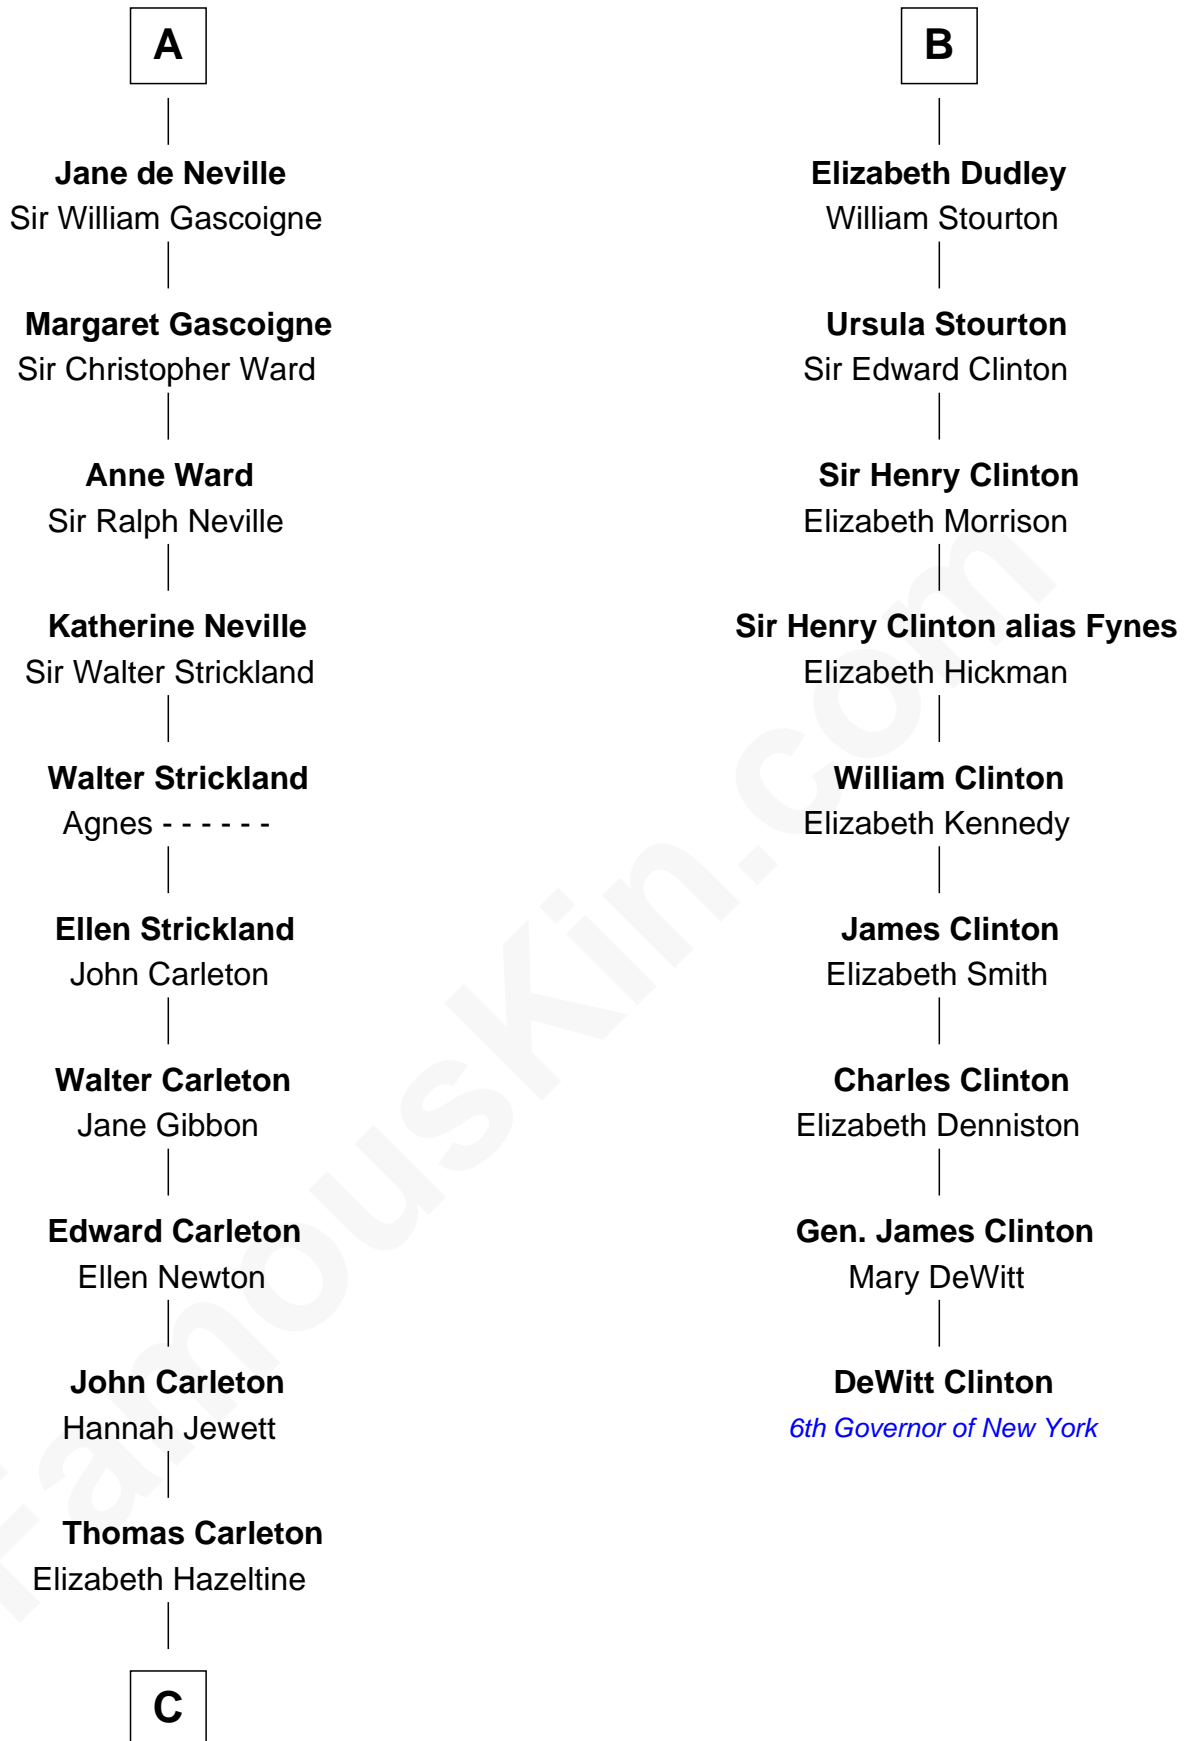 A
Jane de Neville
Sir William Gascoigne
Margaret Gascoigne
Sir Christopher Ward
Anne Ward
Sir Ralph Neville
Katherine Neville
Sir Walter Strickland
Walter Strickland
Agnes - - - - - -
Ellen Strickland
John Carleton
Walter Carleton
Jane Gibbon
Edward Carleton
Ellen Newton
John Carleton
Hannah Jewett
Thomas Carleton
Elizabeth Hazeltine
C
B
Elizabeth Dudley
William Stourton
Ursula Stourton
Sir Edward Clinton
Sir Henry Clinton
Elizabeth Morrison
Sir Henry Clinton alias Fynes
Elizabeth Hickman
William Clinton
Elizabeth Kennedy
James Clinton
Elizabeth Smith
Charles Clinton
Elizabeth Denniston
Gen. James Clinton
Mary DeWitt
DeWitt Clinton
6th Governor of New York
FamousKin.com